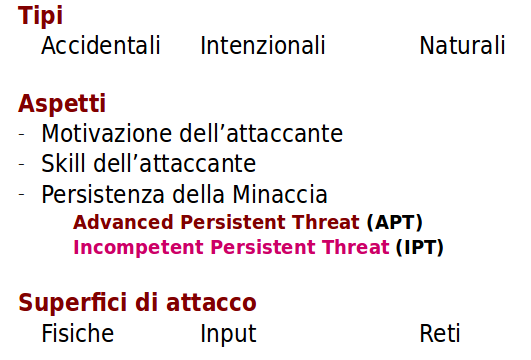 Tipi
Accidentali Intenzionali Naturali
Aspetti
- Motivazione dell’attaccante
- Skill dell’attaccante
- Persistenza della Minaccia
Advanced Persistent Threat (APT)
Incompetent Persistent Threat (IPT)
Superfici di attacco
Fisiche Input Reti